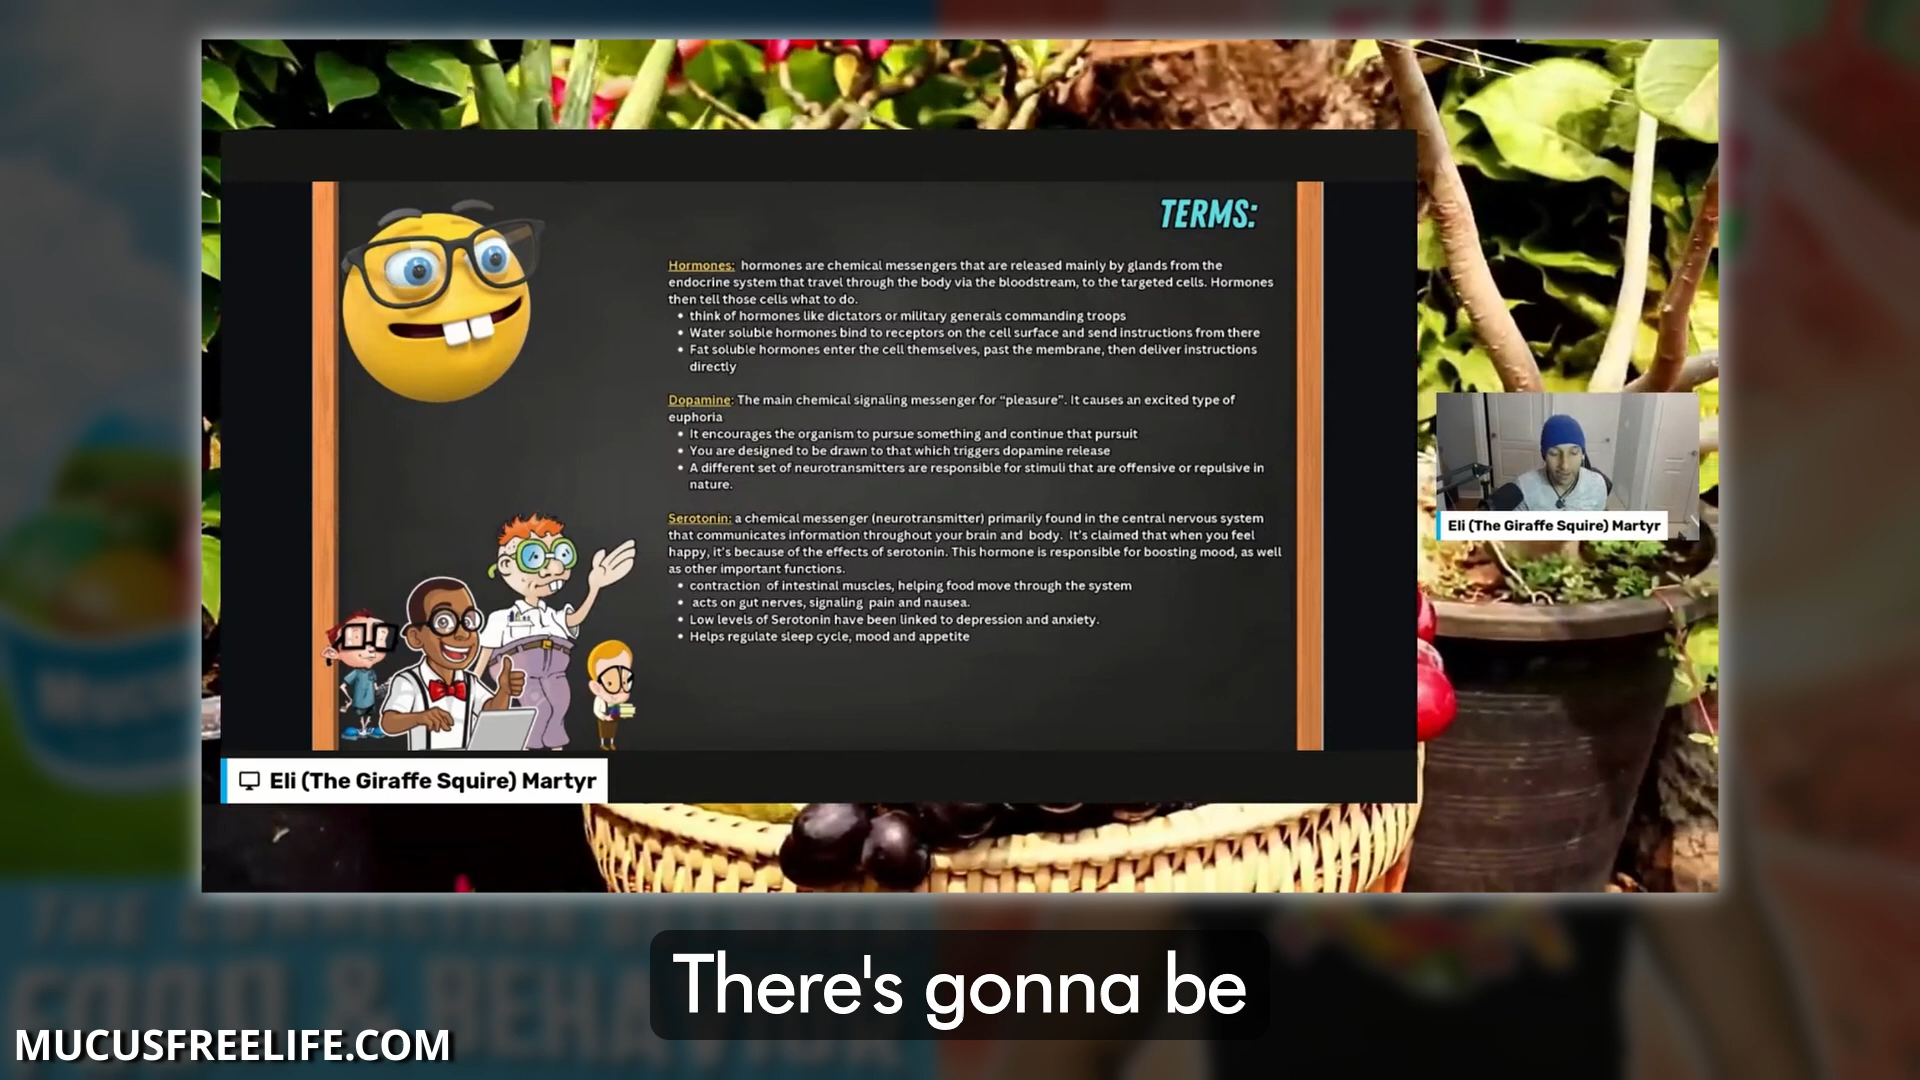 TERMS:
Hormones: hormones are chemical messengers that are released mainly by glands from the
endocrine system that travel through the body via the bloodstream, to the targeted cells. Hormones
then tell those cells what to do.
• think of hormones like dictators or military generals commanding troops
• Water soluble hormones bind to receptors on the cell surface and send instructions from there
• Fat soluble hormones enter the cell themselves, past the membrane, then deliver instructions
directly
Dopamine: The main chemical signaling messenger for “pleasure”. It causes an excited type of
euphoria
• It encourages the organism to pursue something and continue that pursuit
• You are designed to be drawn to that which triggers dopamine release
• A different set of neurotransmitters are responsible for stimuli that are offensive or repulsive in
nature.
Serotonin: a chemical messenger (neurotransmitter) primarily found in the central nervous system
that communicates information throughout your brain and body. It's claimed that when you feel
happy, it's because of the effects of serotonin. This hormone is responsible for boosting mood, as well
as other important functions.
• contraction of intestinal muscles, helping food move through the system
• acts on gut nerves, signaling pain and nausea.
• Low levels of Serotonin have been linked to depression and anxiety.
• Helps regulate sleep cycle, mood and appetite
Eli (The Giraffe Squire) Martyr
Eli (The Giraffe Squire) Martyr
THE CONNECTION BETWEEN
FOOD & BEHAVIOR
There's gonna be
MUCUSFREELIFE.COM